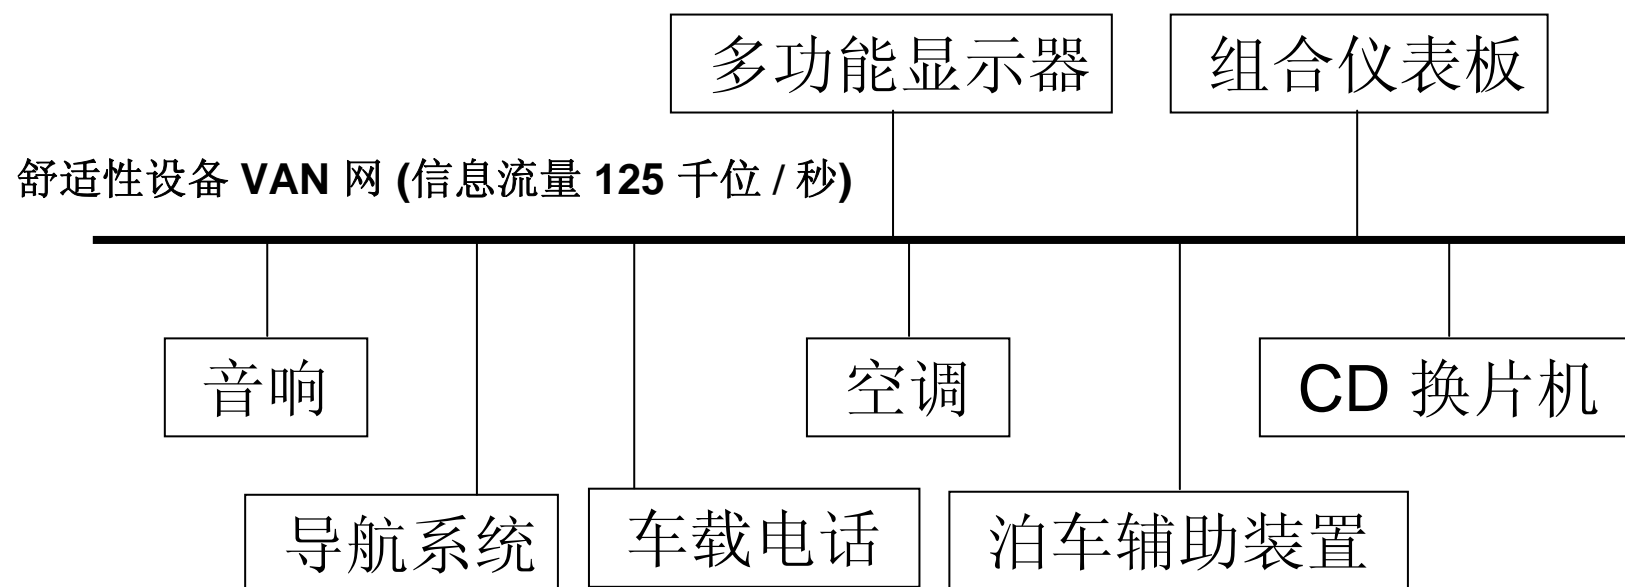 多功能显示器
组合仪表板
舒适性设备 VAN 网 (信息流量 125 千位 / 秒)
音响
空调
CD 换片机
导航系统
车载电话
泊车辅助装置